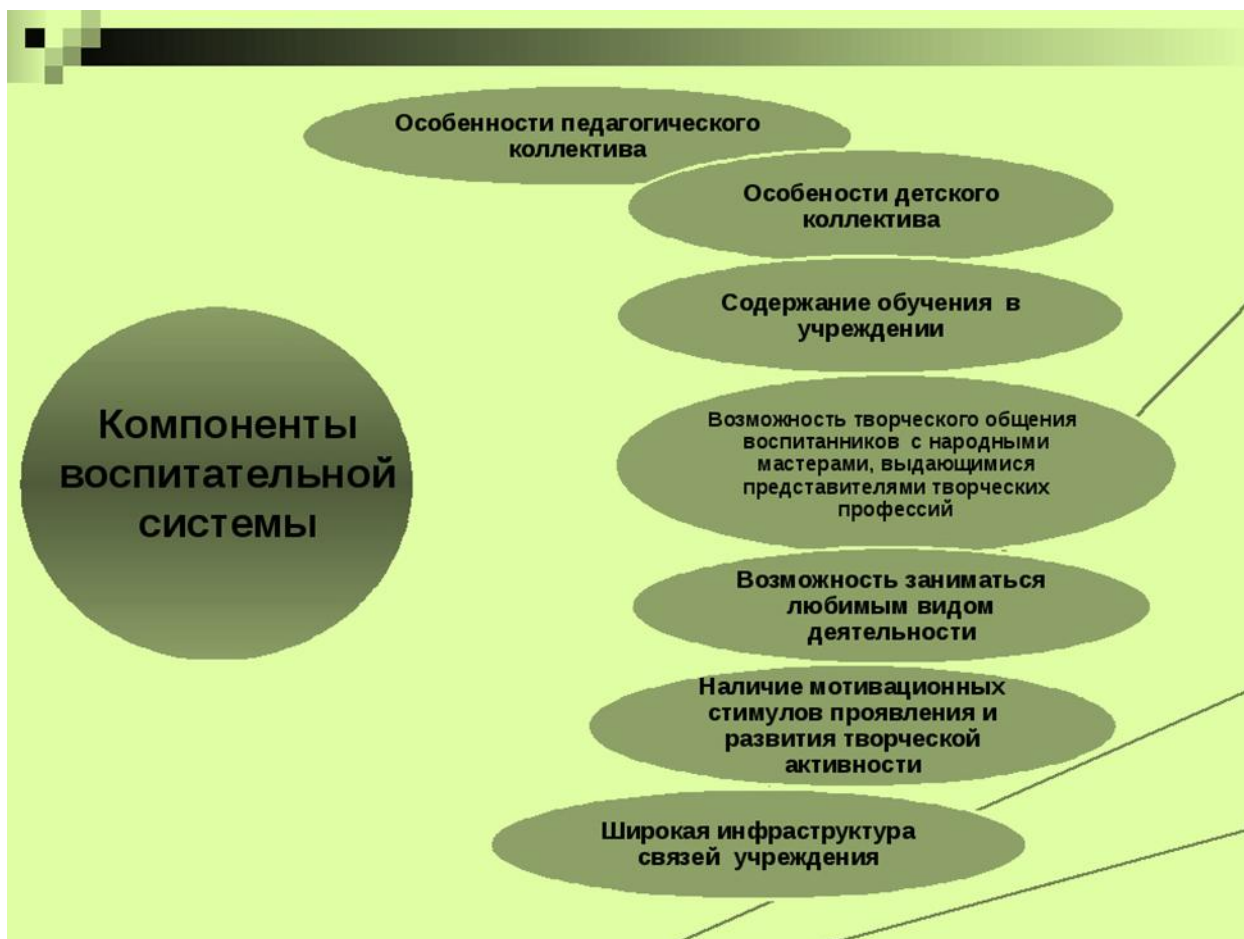 Особенности педагогического
коллектива
Особености детского
коллектива
Содержание обучения в
учреждении
Компоненты
воспитательной
системы
Возможность творческого общения
воспитанников с народными
мастерами, выдающимися
представителями творческих
профессий
Возможность заниматься
любимым видом
деятельности
Наличие мотивационных
стимулов проявления и
развития творческой
активности
Широкая инфраструктура
связей учреждения